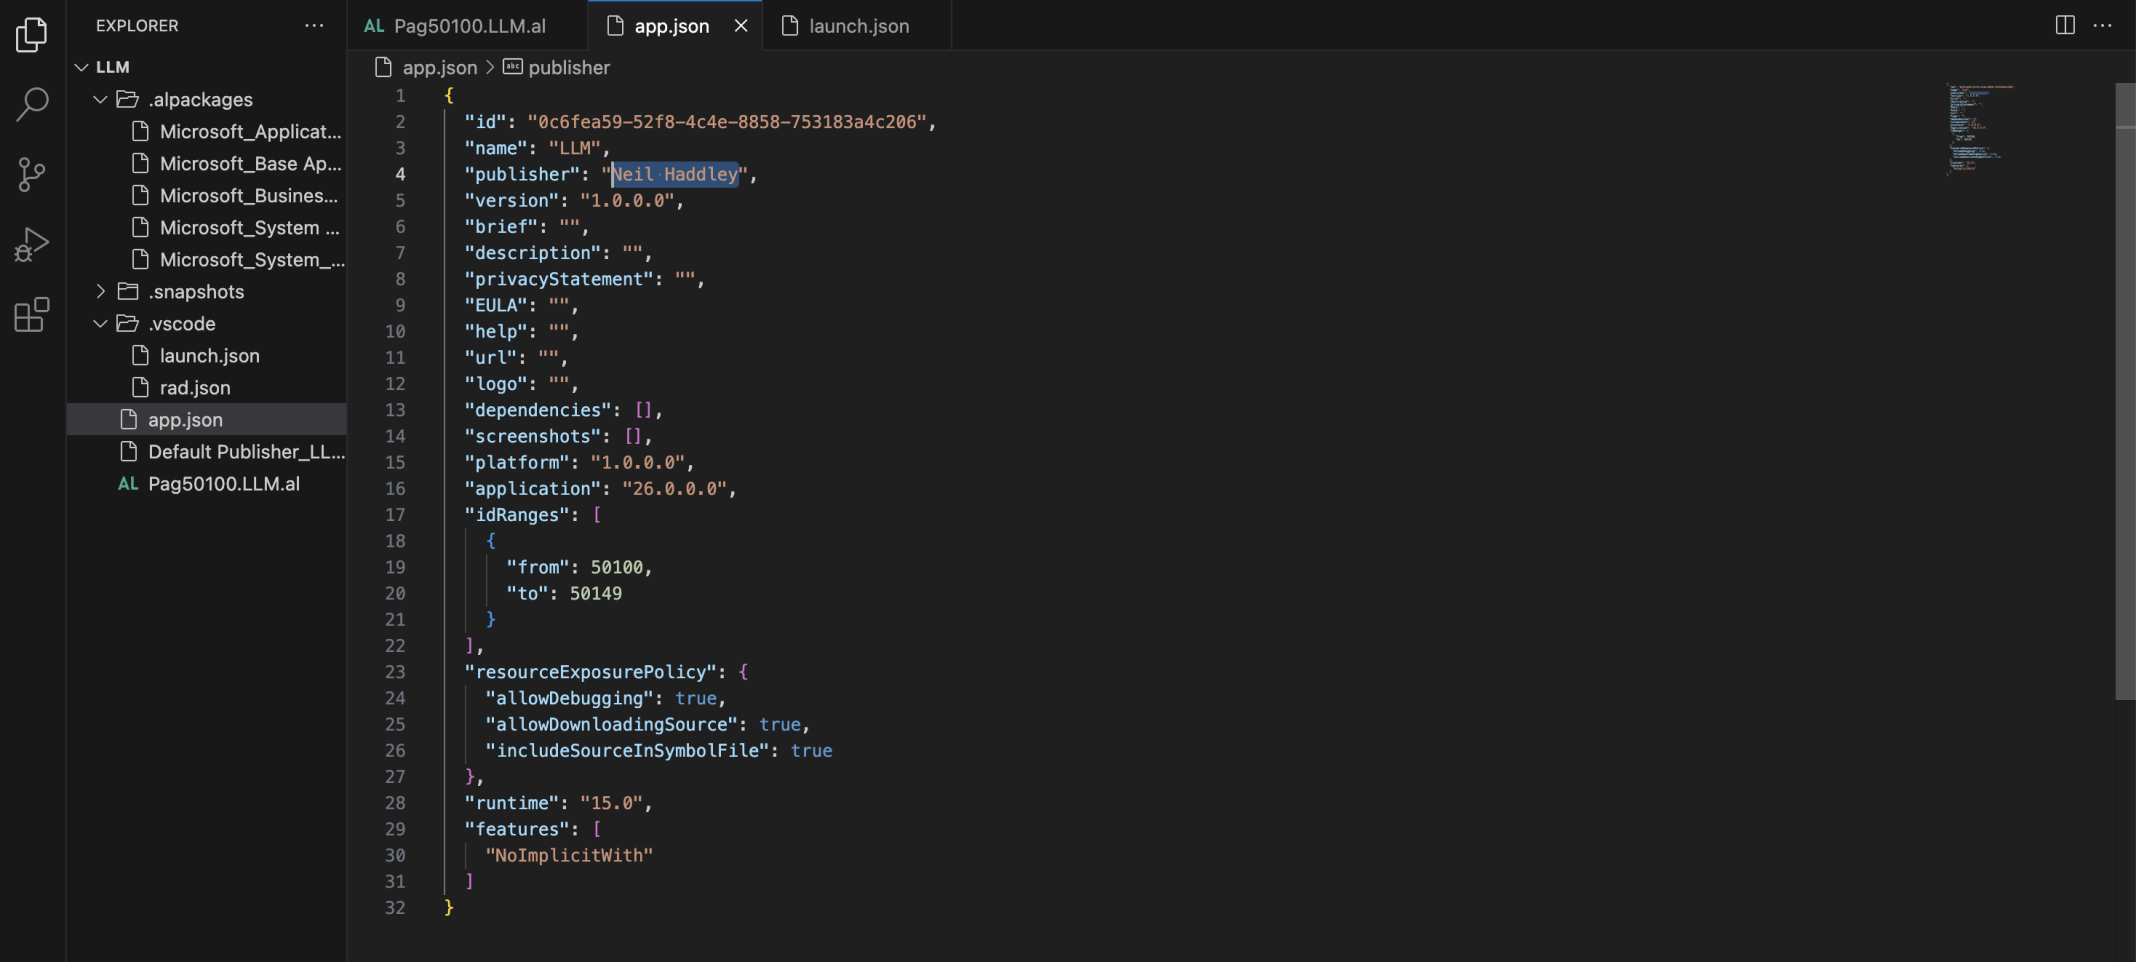 EXPLORER
···
LLM
.alpackages
Microsoft_Applicat...
Microsoft_Base Ap...
Microsoft_Busines...
Microsoft_System ...
Microsoft_System_...
.snapshots
.vscode
launch.json
rad.json
app.json
Default Publisher_LL...
AL Pag50100.LLM.al
AL Pag50100.LLM.al
app.json
launch.json
···
app.json > abc publisher
1 {
2 "id": "0c6fea59-52f8-4c4e-8858-753183a4c206",
3 "name": "LLM",
4 "publisher": "Neil·Haddley",
5 "version": "1.0.0.0",
6 "brief": "",
7 "description": "",
8 "privacyStatement": "",
9 "EULA": "",
10 "help": "",
11 "url": "",
12 "logo": "",
13 "dependencies": [],
14 "screenshots": [],
15 "platform": "1.0.0.0",
16 "application": "26.0.0.0",
17 "idRanges": [
18 {
19 "from": 50100,
20 "to": 50149
21 }
22 ],
23 "resourceExposurePolicy": {
24 "allowDebugging": true,
25 "allowDownloadingSource": true,
26 "includeSourceInSymbolFile": true
27 },
28 "runtime": "15.0",
29 "features": [
30 "NoImplicitWith"
31 ]
32 }